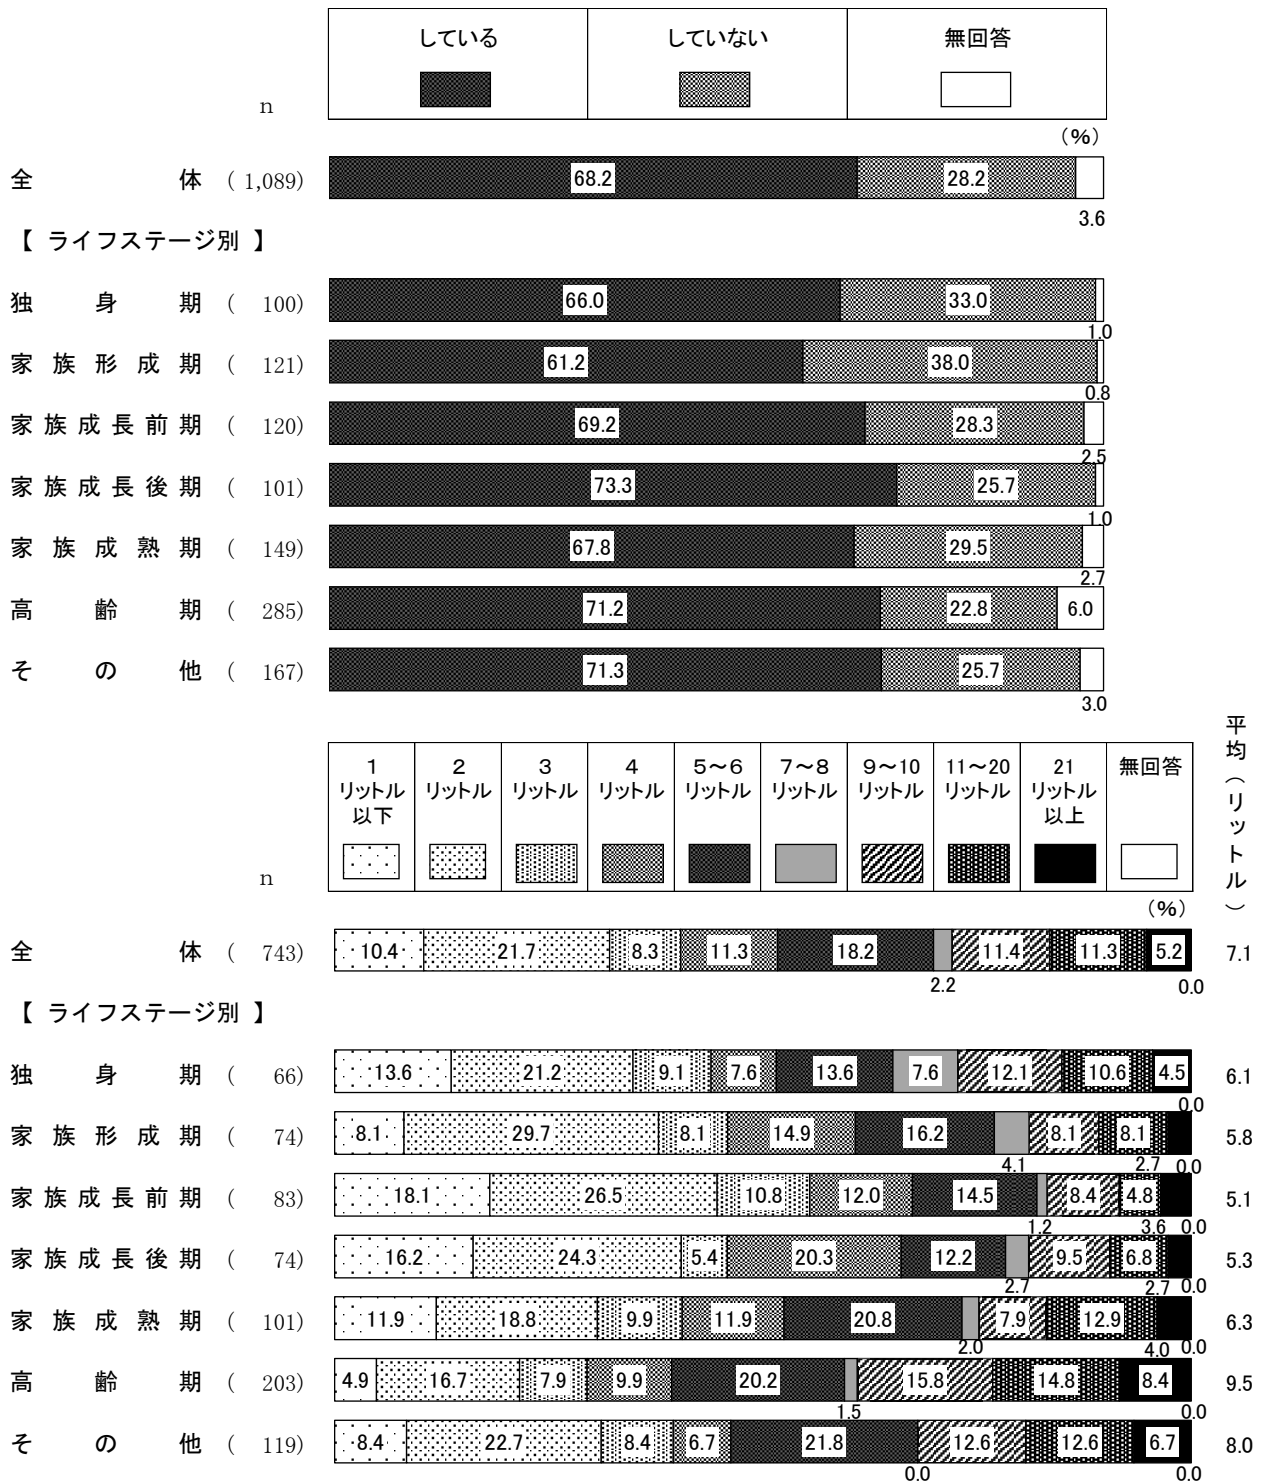 している していない 無回答
n
(%)
全体 (1,089) 68.2 28.2
3.6
【 ライフステージ別 】
独身期 ( 100) 66.0 33.0
1.0
家族形成期 ( 121) 61.2 38.0
0.8
家族成長前期 ( 120) 69.2 28.3
2.5
家族成長後期 ( 101) 73.3 25.7
1.0
家族成熟期 ( 149) 67.8 29.5
2.7
高齢期 ( 285) 71.2 22.8 6.0
その他 ( 167) 71.3 25.7
3.0
平均(リットル)
1 2 3 4 5~6 7~8 9~10 11~20 21 無回答
リットル リットル リットル リットル リットル リットル リットル リットル リットル
以下 以上
n
(%)
全体 ( 743) 10.4 21.7 8.3 11.3 18.2 11.4 11.3 5.2 7.1
2.2 0.0
【 ライフステージ別 】
独身期 ( 66) 13.6 21.2 9.1 7.6 13.6 7.6 12.1 10.6 4.5 6.1
0.0
家族形成期 ( 74) 8.1 29.7 8.1 14.9 16.2 8.1 8.1 5.8
4.1 2.7 0.0
家族成長前期 ( 83) 18.1 26.5 10.8 12.0 14.5 8.4 4.8 5.1
1.2 3.6 0.0
家族成長後期 ( 74) 16.2 24.3 5.4 20.3 12.2 9.5 6.8 5.3
2.7 2.7 0.0
家族成熟期 ( 101) 11.9 18.8 9.9 11.9 20.8 7.9 12.9 6.3
2.0 4.0 0.0
高齢期 ( 203) 4.9 16.7 7.9 9.9 20.2 15.8 14.8 8.4 9.5
1.5 0.0
その他 ( 119) 8.4 22.7 8.4 6.7 21.8 12.6 12.6 6.7 8.0
0.0 0.0